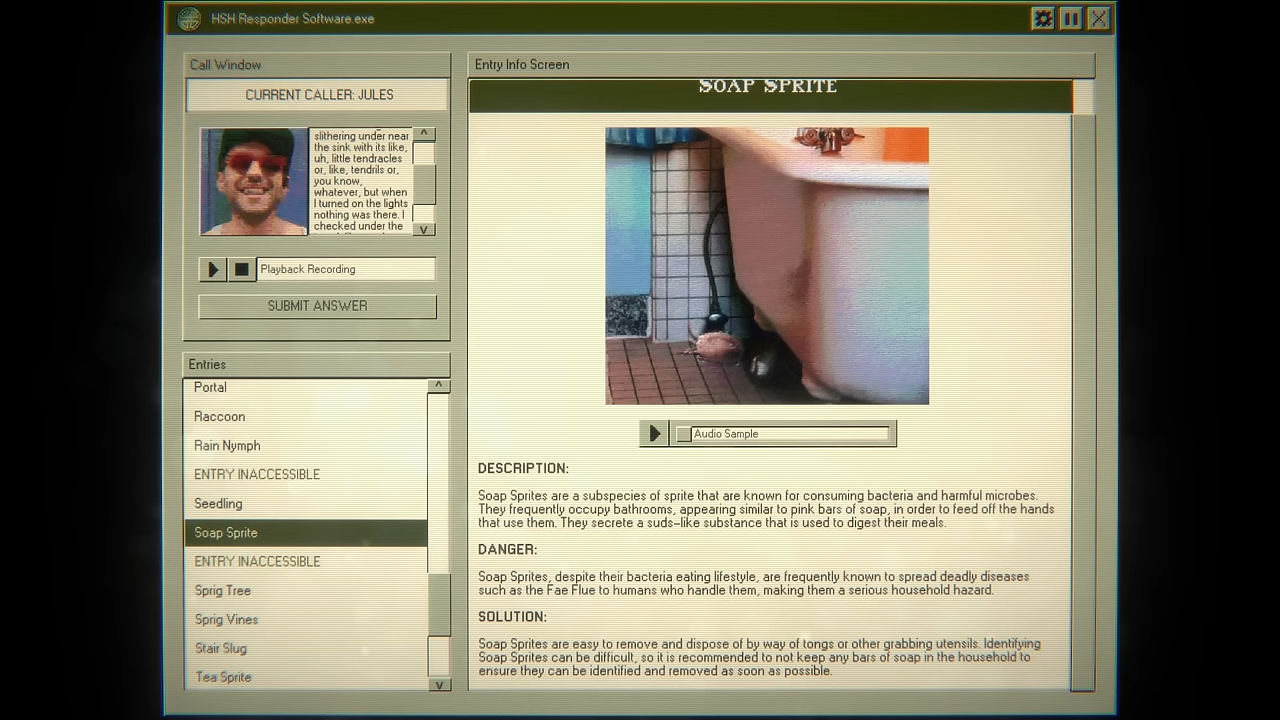 HSH Responder Software.exe
Call Window
CURRENT CALLER: JULES
slithering under near
the sink with its like,
uh, little tendracles
or, like, tendrils or,
you know,
whatever, but when
I turned on the lights
nothing was there. I
checked under the
Playback Recording
SUBMIT ANSWER
Entries
Portal
Raccoon
Rain Nymph
ENTRY INACCESSIBLE
Seedling
Soap Sprite
ENTRY INACCESSIBLE
Sprig Tree
Sprig Vines
Stair Slug
Tea Sprite
Entry Info Screen
SOAP SPRITE
Audio Sample
DESCRIPTION:
Soap Sprites are a subspecies of sprite that are known for consuming bacteria and harmful microbes.
They frequently occupy bathrooms, appearing similar to pink bars of soap, in order to feed off the hands
that use them. They secrete a suds-like substance that is used to digest their meals.
DANGER:
Soap Sprites, despite their bacteria eating lifestyle, are frequently known to spread deadly diseases
such as the Fae Flue to humans who handle them, making them a serious household hazard.
SOLUTION:
Soap Sprites are easy to remove and dispose of by way of tongs or other grabbing utensils. Identifying
Soap Sprites can be difficult, so it is recommended to not keep any bars of soap in the household to
ensure they can be identified and removed as soon as possible.